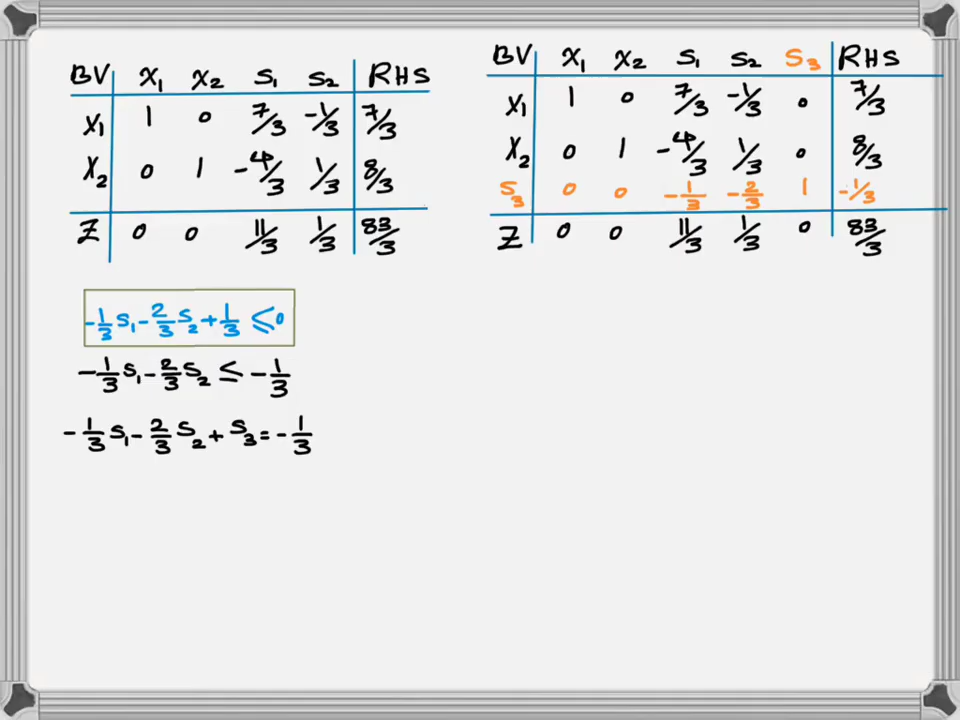 BV x₁ x₂ s₁ s₂ RHS
x₁ 1 0 7/3 -1/3 7/3
x₂ 0 1 -4/3 1/3 8/3
Z 0 0 11/3 1/3 83/3
BV x₁ x₂ s₁ s₂ s₃ RHS
x₁ 1 0 7/3 -1/3 0 7/3
x₂ 0 1 -4/3 1/3 0 8/3
s₃ 0 0 -1/3 -2/3 1 -1/3
Z 0 0 11/3 1/3 0 83/3
-1/3 s₁ - 2/3 s₂ + 1/3 ≤ 0
-1/3 s₁ - 2/3 s₂ ≤ -1/3
-1/3 s₁ - 2/3 s₂ + s₃ = -1/3